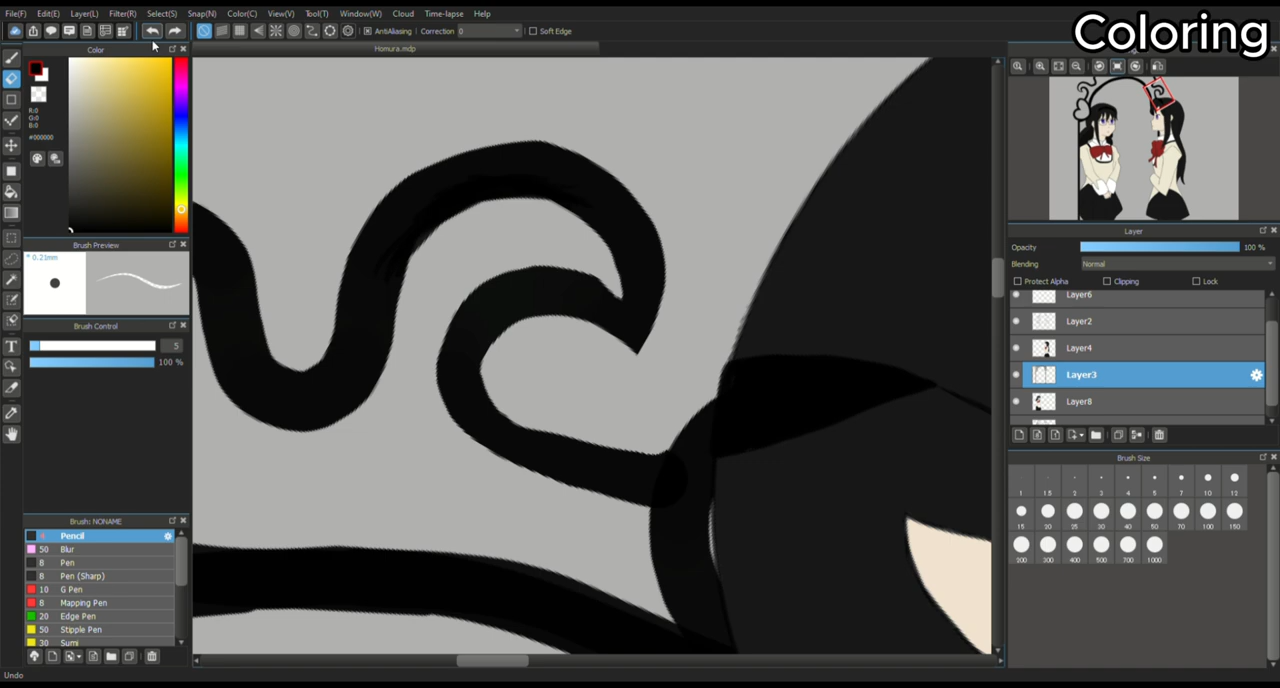 File(F) Edit(E) Layer(L) Filter(R) Select(S) Snap(N) Color(C) View(V) Tool(T) Window(W) Cloud Time-lapse Help
Coloring
AntiAliasing Correction 0 Soft Edge
Color
Homura.mdp
R:0
G:0
B:0
#000000
Brush Preview
* 0.21mm
Brush Control
5
100 %
Brush: NONAME
Pencil
50 Blur
8 Pen
8 Pen (Sharp)
10 G Pen
8 Mapping Pen
20 Edge Pen
50 Stipple Pen
30 Sumi
Undo
Layer
Opacity 100 %
Blending Normal
Protect Alpha Clipping Lock
Layer6
Layer2
Layer4
Layer3
Layer8
Brush Size
1 1.5 2 3 4 5 7 10 12
15 20 25 30 40 50 70 100 150
200 300 400 500 700 1000